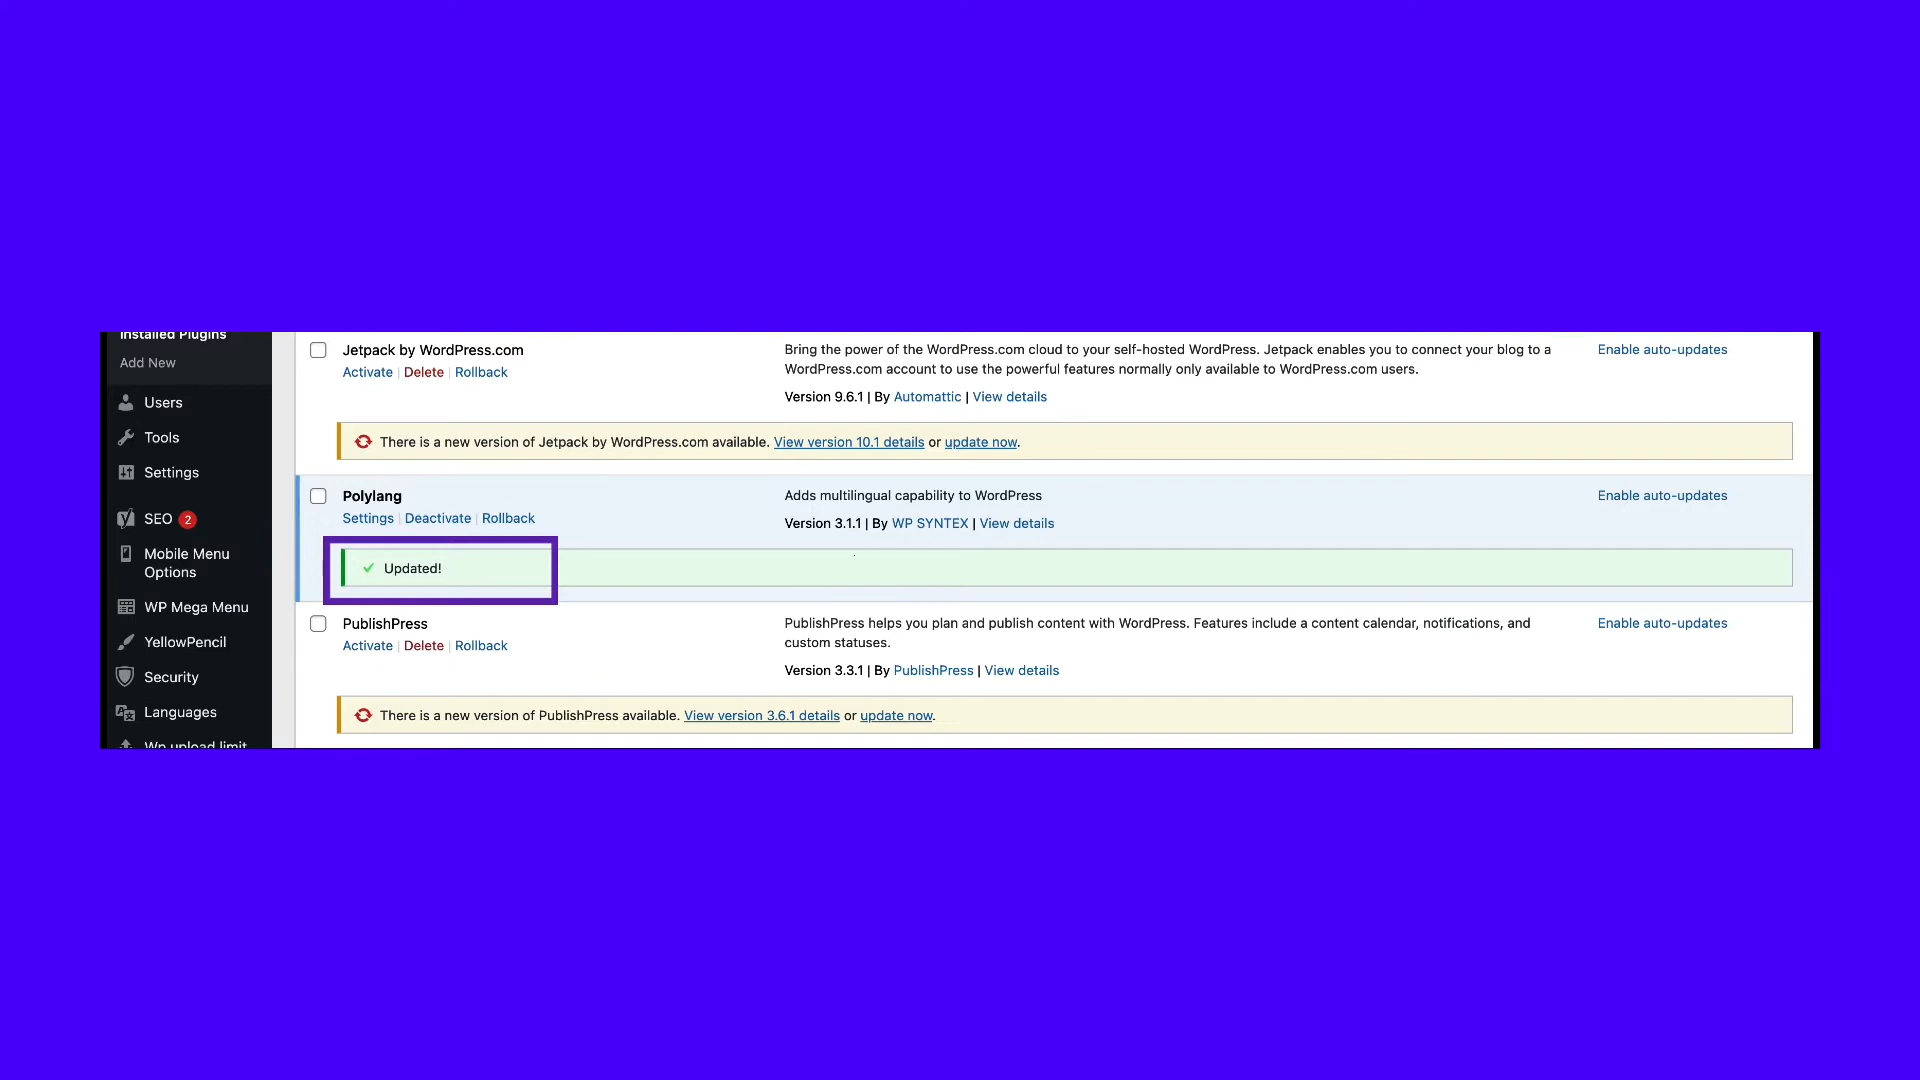 Installed Plugins
Add New
Users
Tools
Settings
SEO 2
Mobile Menu
Options
WP Mega Menu
YellowPencil
Security
Languages
Wp upload limit
Jetpack by WordPress.com
Activate | Delete | Rollback
Bring the power of the WordPress.com cloud to your self-hosted WordPress. Jetpack enables you to connect your blog to a
WordPress.com account to use the powerful features normally only available to WordPress.com users.
Version 9.6.1 | By Automattic | View details
Enable auto-updates
There is a new version of Jetpack by WordPress.com available. View version 10.1 details or update now.
Polylang
Settings | Deactivate | Rollback
Adds multilingual capability to WordPress
Version 3.1.1 | By WP SYNTEX | View details
Enable auto-updates
Updated!
PublishPress
Activate | Delete | Rollback
PublishPress helps you plan and publish content with WordPress. Features include a content calendar, notifications, and
custom statuses.
Version 3.3.1 | By PublishPress | View details
Enable auto-updates
There is a new version of PublishPress available. View version 3.6.1 details or update now.